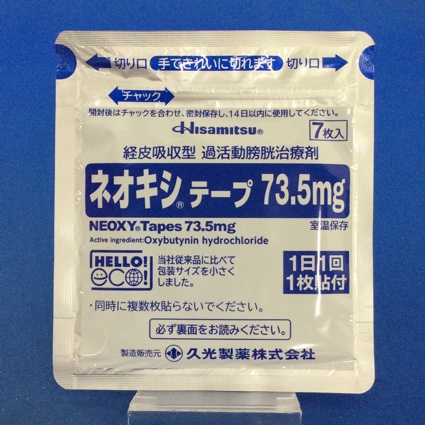 切り口 手できれいに切れます 切り口
チャック
開封後はチャックを合わせ、密封保存し、14日以内に使用してください。
Hisamitsu®
7枚入
経皮吸収型 過活動膀胱治療剤
ネオキシ®テープ 73.5mg
NEOXY®Tapes 73.5mg
室温保存
Active ingredient:Oxybutynin hydrochloride
HELLO!
eco!
当社従来品に比べて
包装サイズを小さく
しました。
1日1回
1枚貼付
・同時に複数枚貼らないでください。
必ず裏面をお読みください。
製造販売元 久光製薬株式会社